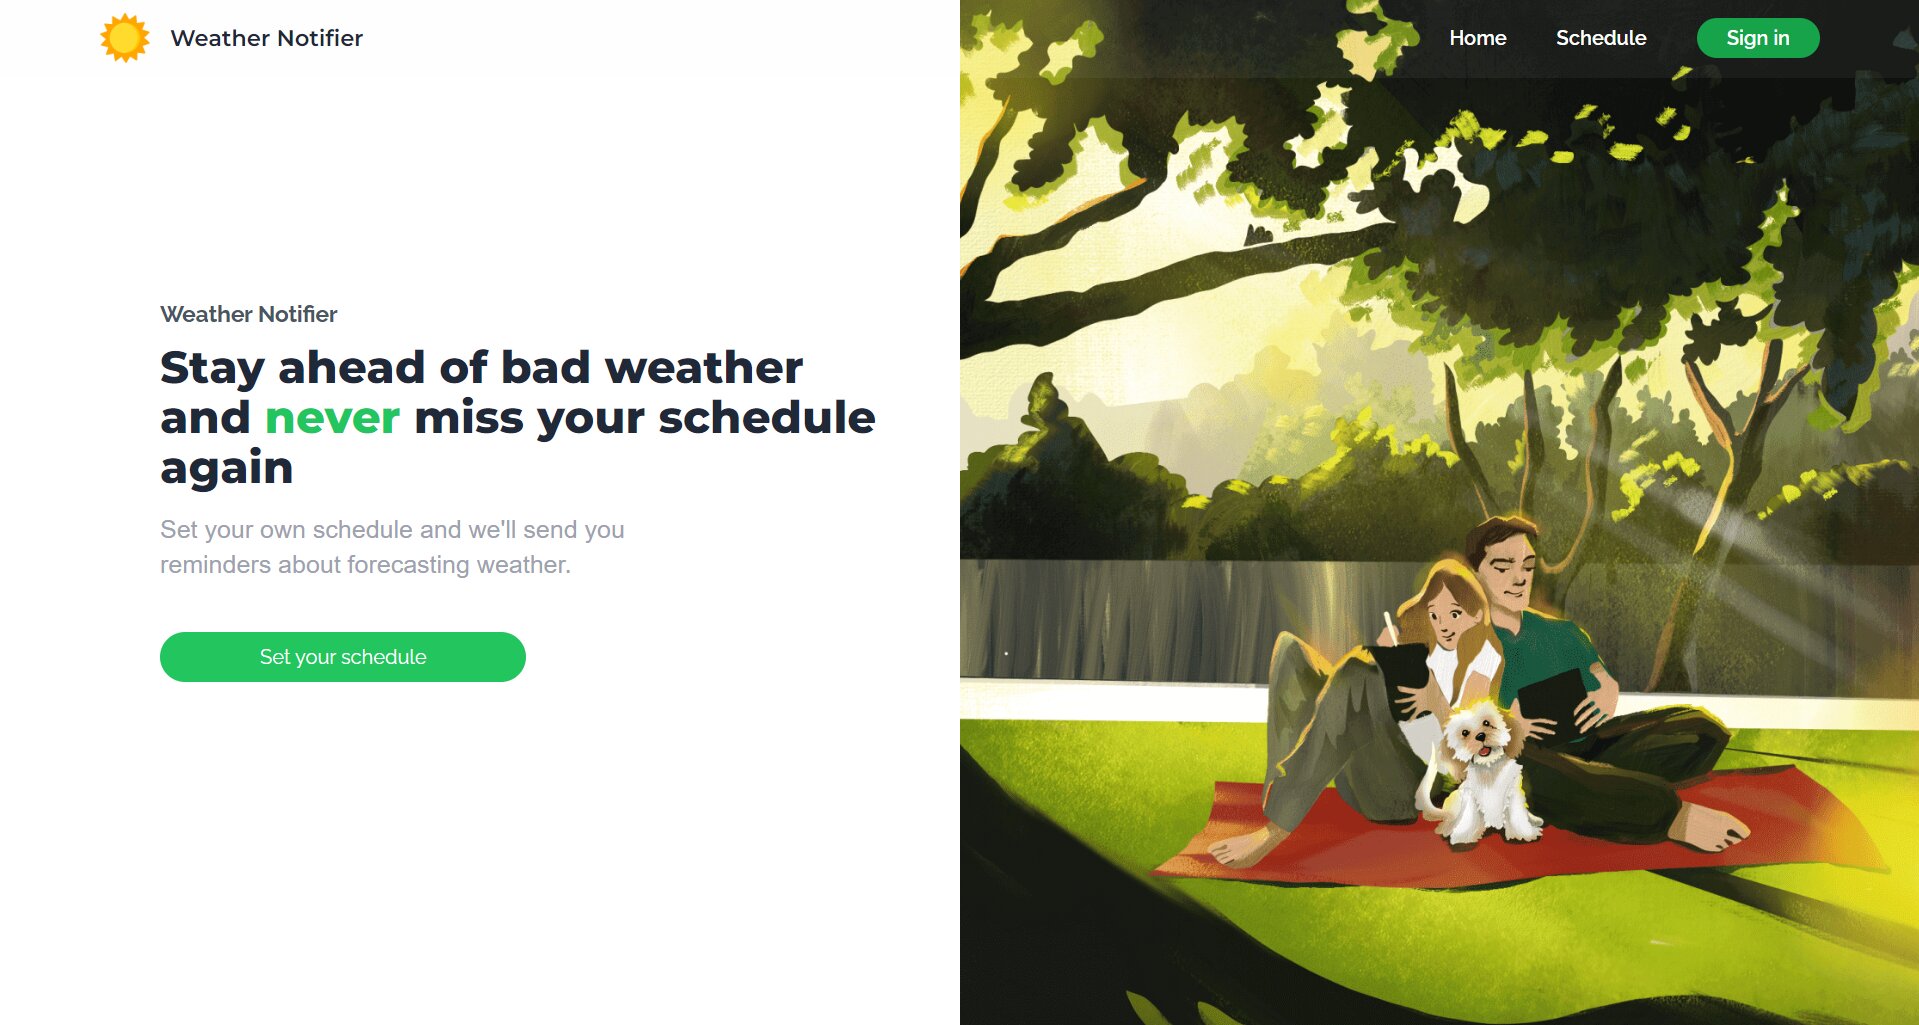 Weather Notifier
Home
Schedule
Sign in
Weather Notifier
Stay ahead of bad weather
and never miss your schedule
again
Set your own schedule and we'll send you
reminders about forecasting weather.
Set your schedule